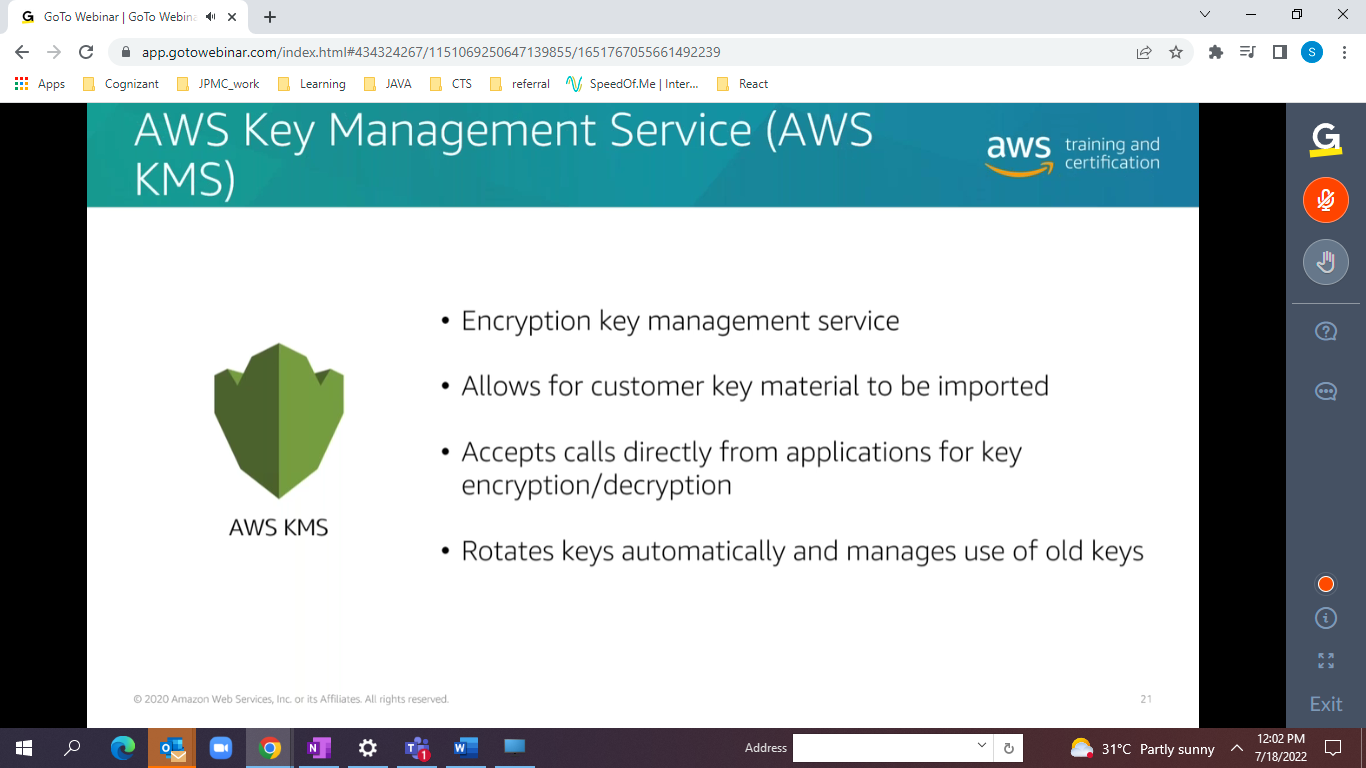 G GoTo Webinar | GoTo Webina
app.gotowebinar.com/index.html#434324267/1151069250647139855/1651767055661492239
S
Apps Cognizant JPMC_work Learning JAVA CTS referral SpeedOf.Me | Inter... React
AWS Key Management Service (AWS
KMS)
aws training and
certification
G
• Encryption key management service
• Allows for customer key material to be imported
• Accepts calls directly from applications for key
encryption/decryption
• Rotates keys automatically and manages use of old keys
AWS KMS
© 2020 Amazon Web Services, Inc. or its Affiliates. All rights reserved.
21
Exit
Address
31°C Partly sunny
12:02 PM
7/18/2022
1